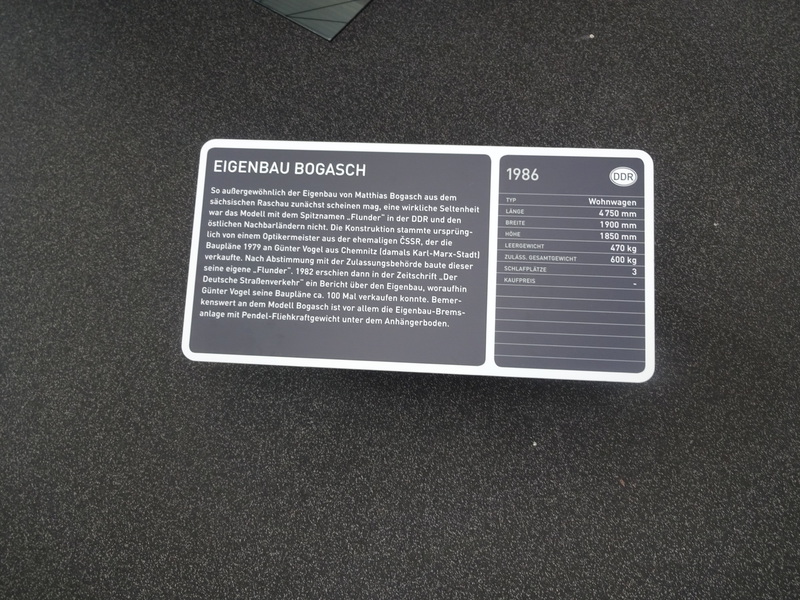 EIGENBAU BOGASCH
So außergewöhnlich der Eigenbau von Matthias Bogasch aus dem
sächsischen Raschau zunächst scheinen mag, eine wirkliche Seltenheit
war das Modell mit dem Spitznamen „Flunder“ in der DDR und den
östlichen Nachbarländern nicht. Die Konstruktion stammte ursprüng-
lich von einem Optikermeister aus der ehemaligen ČSSR, der die
Baupläne 1979 an Günter Vogel aus Chemnitz (damals Karl-Marx-Stadt)
verkaufte. Nach Abstimmung mit der Zulassungsbehörde baute dieser
seine eigene „Flunder“. 1982 erschien dann in der Zeitschrift „Der
Deutsche Straßenverkehr“ ein Bericht über den Eigenbau, woraufhin
Günter Vogel seine Baupläne ca. 100 Mal verkaufen konnte. Bemer-
kenswert an dem Modell Bogasch ist vor allem die Eigenbau-Brems-
anlage mit Pendel-Fliehkraftgewicht unter dem Anhängerboden.
1986 DDR
TYP Wohnwagen
LÄNGE 4750 mm
BREITE 1900 mm
HÖHE 1850 mm
LEERGEWICHT 470 kg
ZULÄSS. GESAMTGEWICHT 600 kg
SCHLAFPLÄTZE 3
KAUFPREIS -